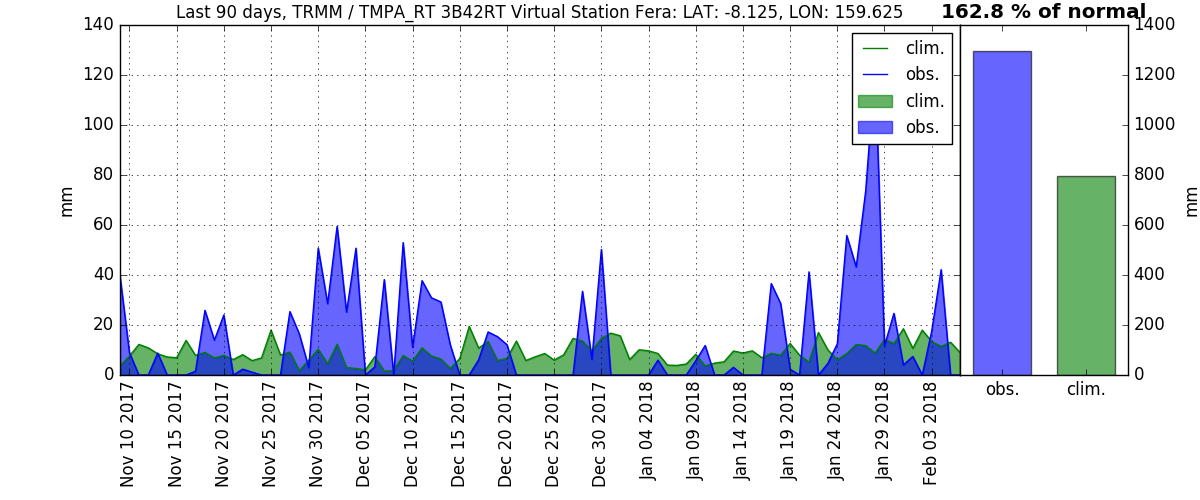 Last 90 days, TRMM / TMPA_RT 3B42RT Virtual Station Fera: LAT: -8.125, LON: 159.625
162.8 % of normal
140
120
100
80
60
40
20
0
mm
clim.
obs.
clim.
obs.
1400
1200
1000
800
600
400
200
0
mm
obs.
clim.
Nov 10 2017
Nov 15 2017
Nov 20 2017
Nov 25 2017
Nov 30 2017
Dec 05 2017
Dec 10 2017
Dec 15 2017
Dec 20 2017
Dec 25 2017
Dec 30 2017
Jan 04 2018
Jan 09 2018
Jan 14 2018
Jan 19 2018
Jan 24 2018
Jan 29 2018
Feb 03 2018